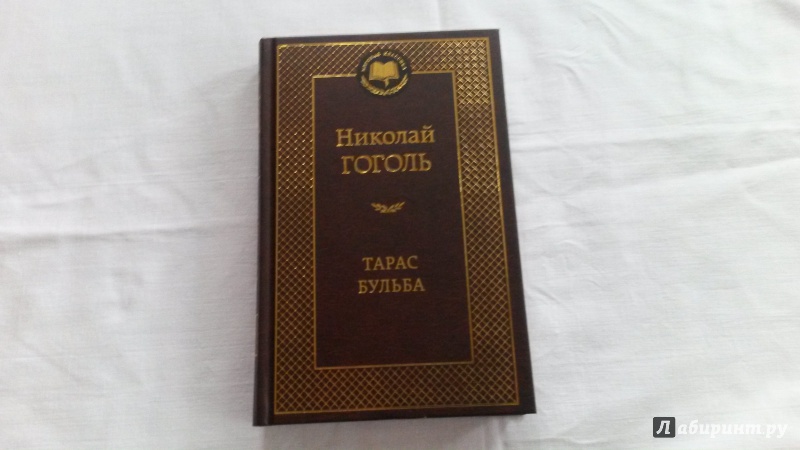 Николай
ГОГОЛЬ
ТАРАС
БУЛЬБА
Лабиринт.ру